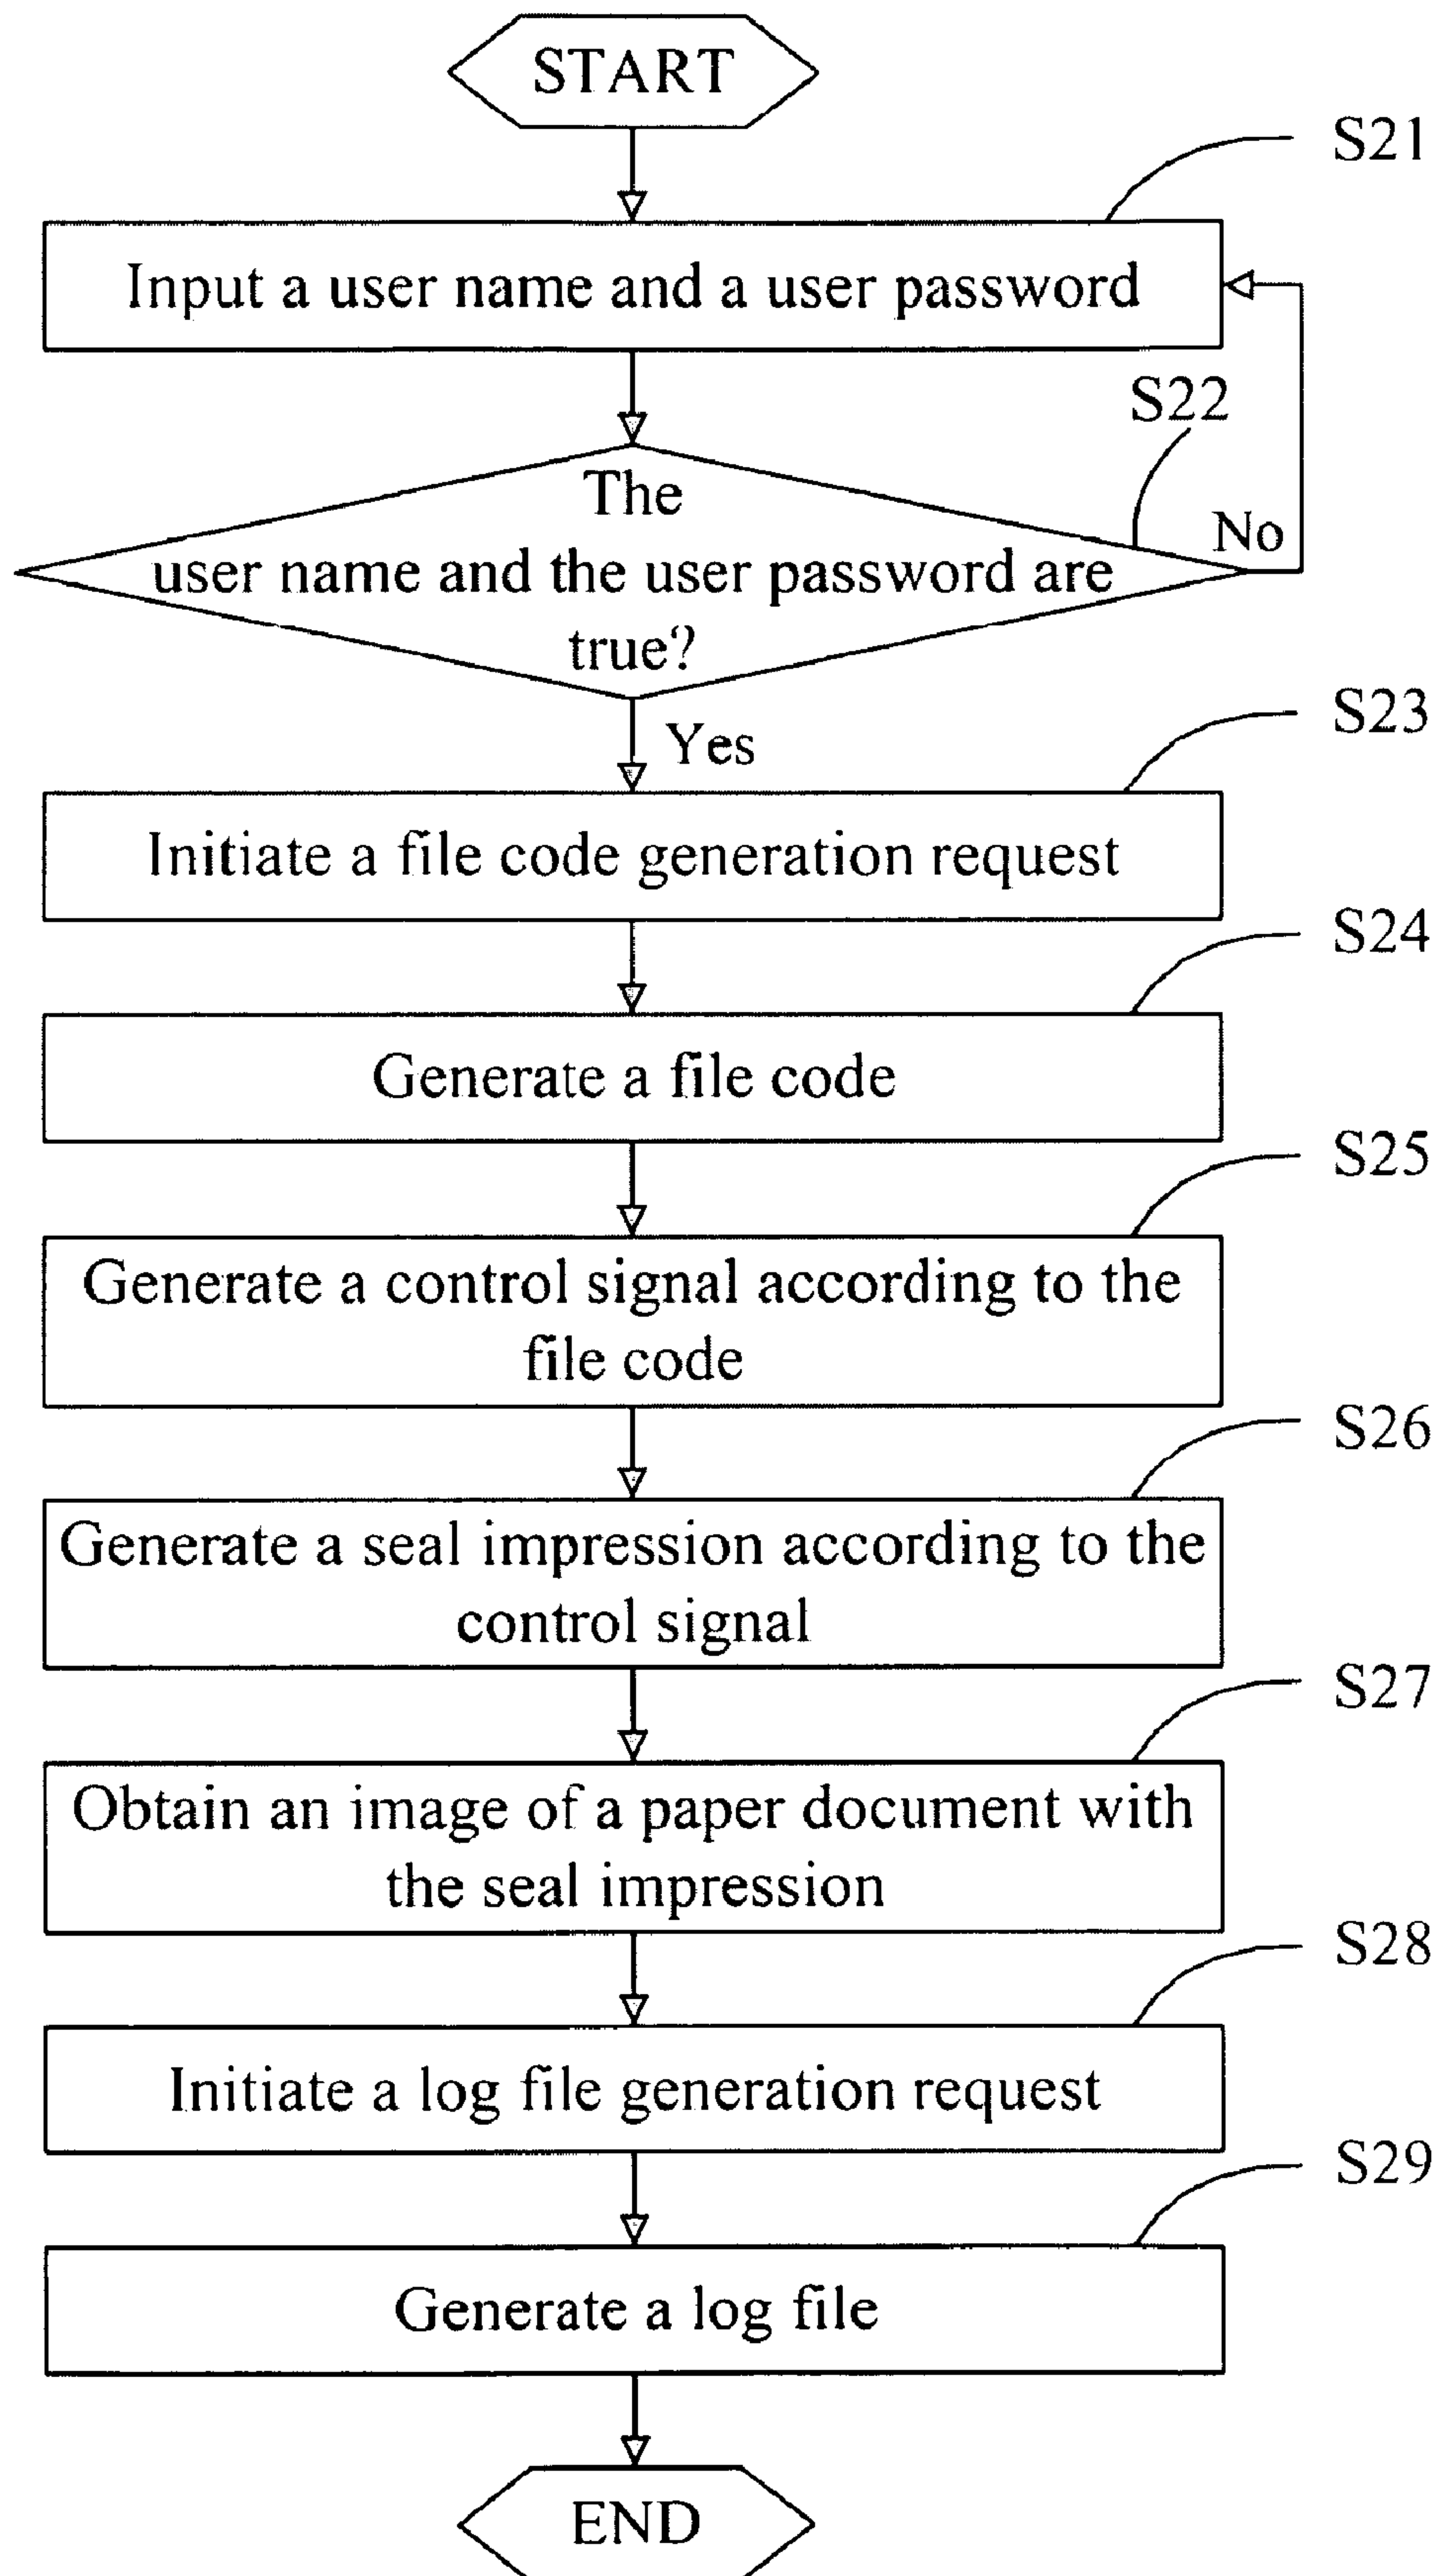 START
S21
Input a user name and a user password
S22
The
No
user name and the user password are
true?
Yes
S23
Initiate a file code generation request
S24
Generate a file code
S25
Generate a control signal according to the
file code
S26
Generate a seal impression according to the
control signal
S27
Obtain an image of a paper document with
the seal impression
S28
Initiate a log file generation request
S29
Generate a log file
END